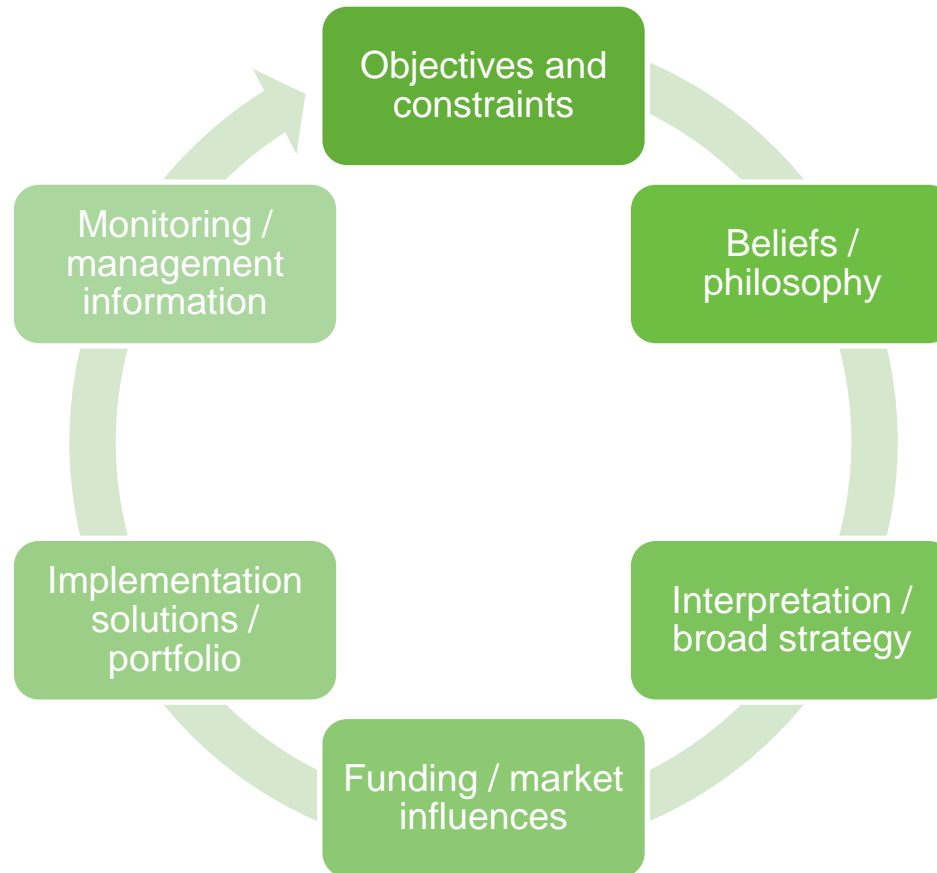 Objectives and
constraints
Beliefs /
philosophy
Interpretation /
broad strategy
Funding / market
influences
Implementation
solutions /
portfolio
Monitoring /
management
information